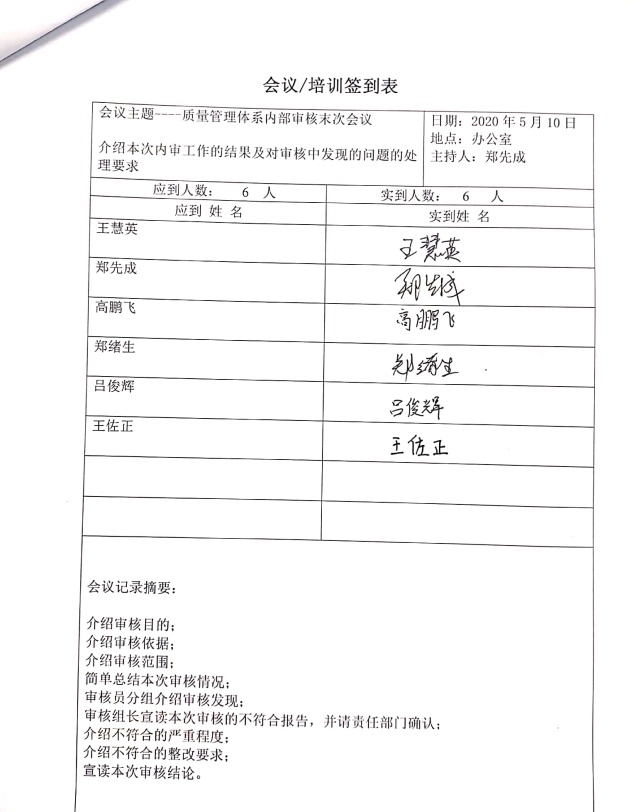 会议/培训签到表
会议主题----质量管理体系内部审核末次会议
介绍本次内审工作的结果及对审核中发现的问题的处
理要求
日期：2020年5月10日
地点：办公室
主持人：郑先成
应到人数： 6 人
实到人数： 6 人
应到 姓 名
实到姓 名
王慧英
王慧英
郑先成
郑先成
高鹏飞
高鹏飞
郑绪生
郑绪生
吕俊辉
吕俊辉
王佐正
王佐正
会议记录摘要：
介绍审核目的；
介绍审核依据；
介绍审核范围；
简单总结本次审核情况；
审核员分组介绍审核发现；
审核组长宣读本次审核的不符合报告，并请责任部门确认；
介绍不符合的严重程度；
介绍不符合的整改要求；
宣读本次审核结论。